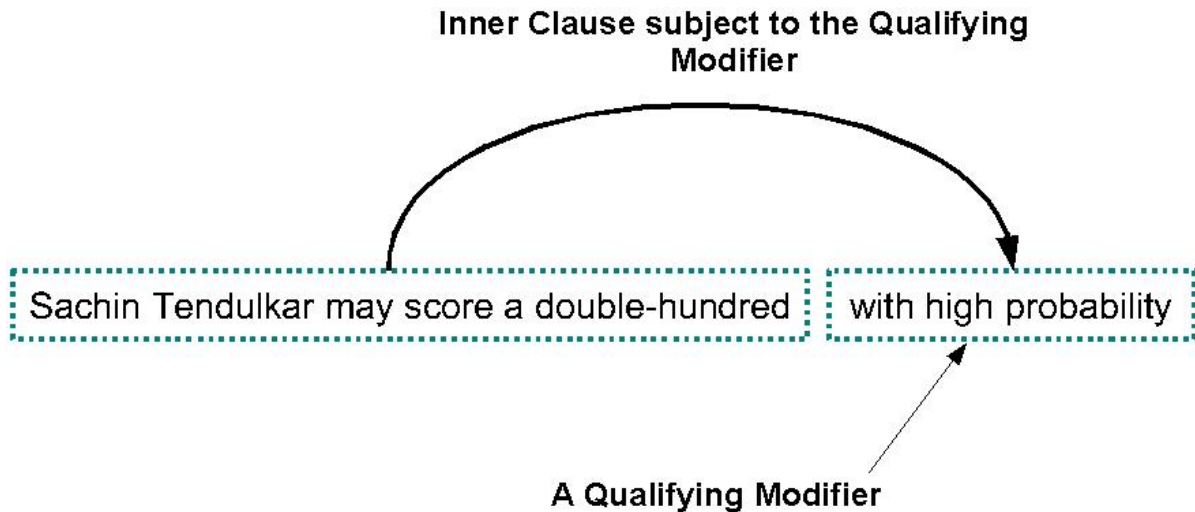 Inner Clause subject to the Qualifying
Modifier
Sachin Tendulkar may score a double-hundred with high probability
A Qualifying Modifier